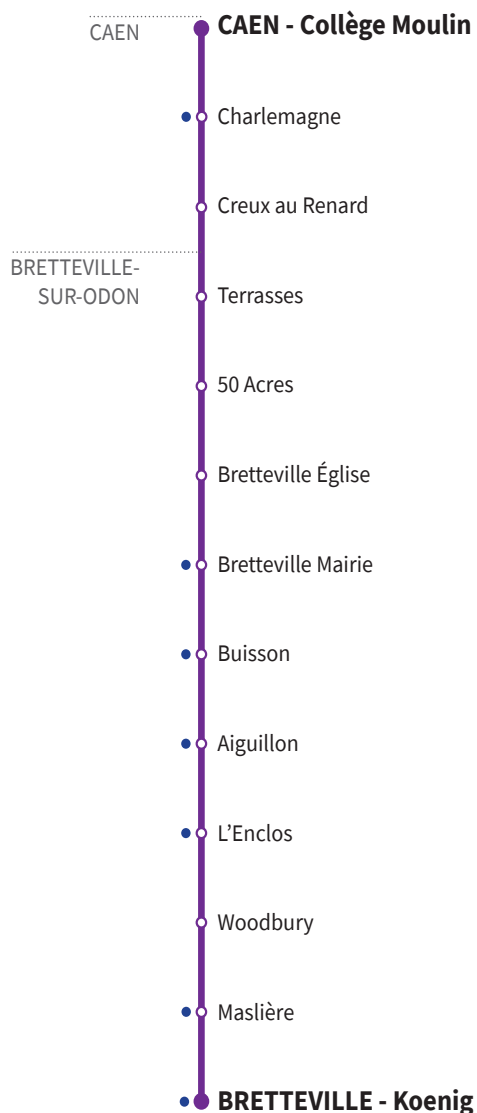 CAEN
CAEN - Collège Moulin
Charlemagne
Creux au Renard
BRETTEVILLE-
SUR-ODON
Terrasses
50 Acres
Bretteville Église
Bretteville Mairie
Buisson
Aiguillon
L’Enclos
Woodbury
Maslière
BRETTEVILLE - Koenig